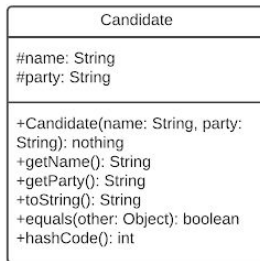 Candidate
#name: String
#party: String
+Candidate(name: String, party:
String): nothing
+getName(): String
+getParty(): String
+toString(): String
+equals(other: Object): boolean
+hashCode(): int